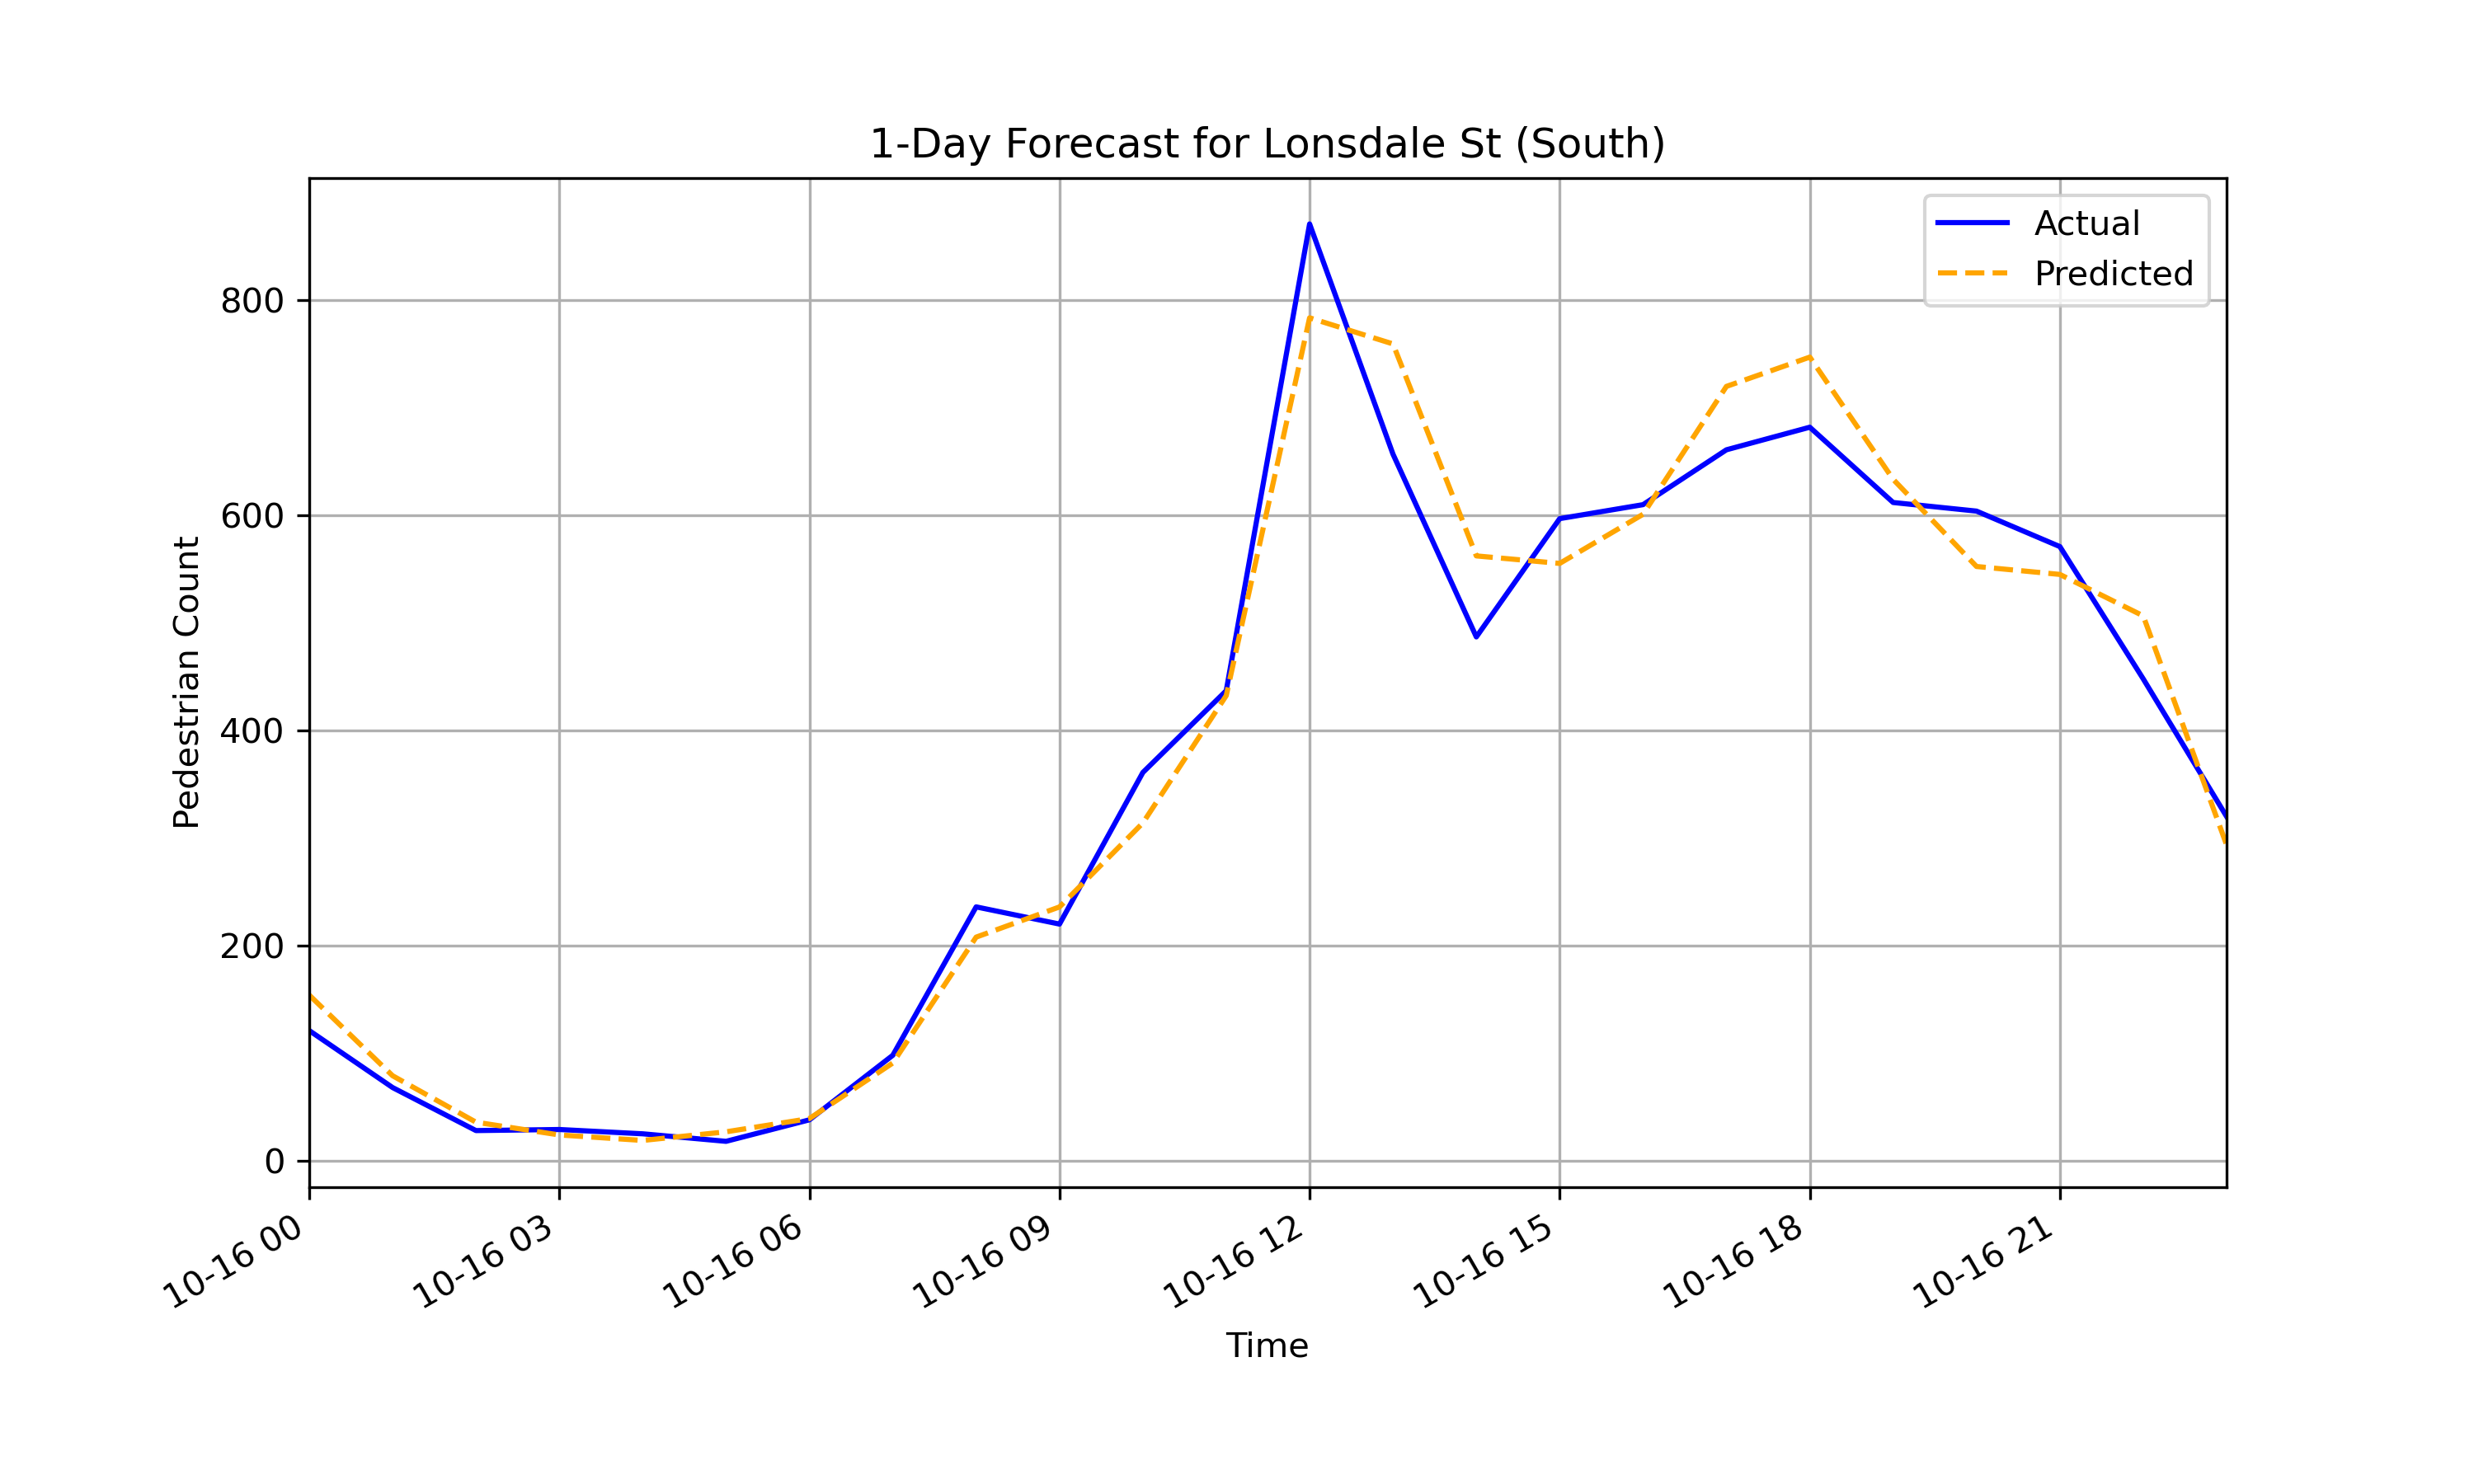 1-Day Forecast for Lonsdale St (South)
Actual
Predicted
800
600
400
200
0
Pedestrian Count
10-16 00
10-16 03
10-16 06
10-16 09
10-16 12
10-16 15
10-16 18
10-16 21
Time